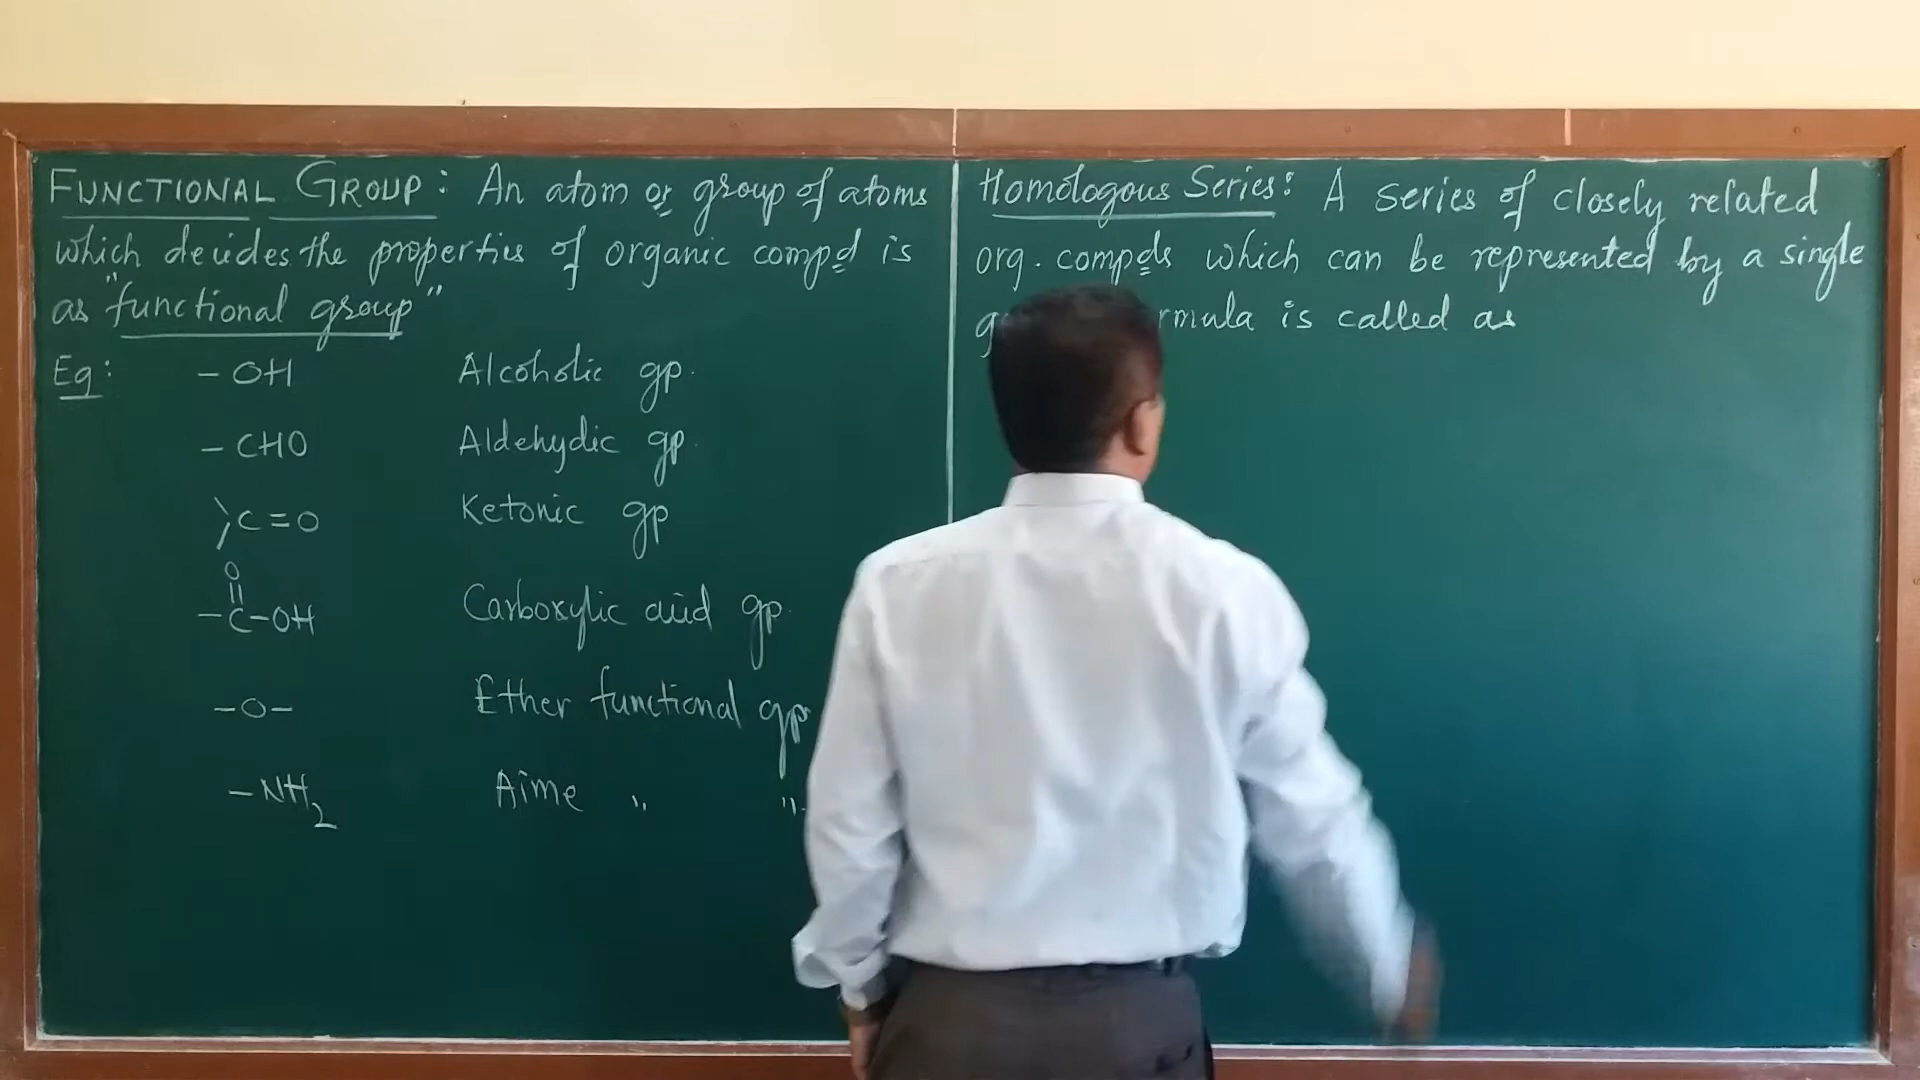 FUNCTIONAL GROUP: An atom or group of atoms
which decides the properties of organic compd is
as "functional group"
Eg: -OH Alcoholic gp.
-CHO Aldehydic gp.
>C=O Ketonic gp
O
||
-C-OH Carboxylic acid gp.
-O- Ether functional gp
-NH2 Aime " "
Homologous Series: A series of closely related
org. compds which can be represented by a single
is called as